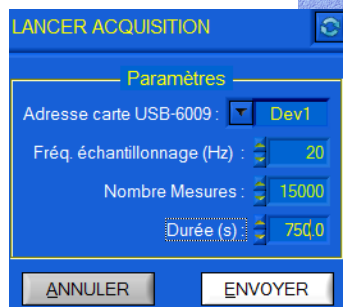 LANCER ACQUISITION
Paramètres
Adresse carte USB-6009 : Dev1
Fréq. échantillonnage (Hz) : 20
Nombre Mesures : 15000
Durée (s) : 750.0
ANNULER ENVOYER